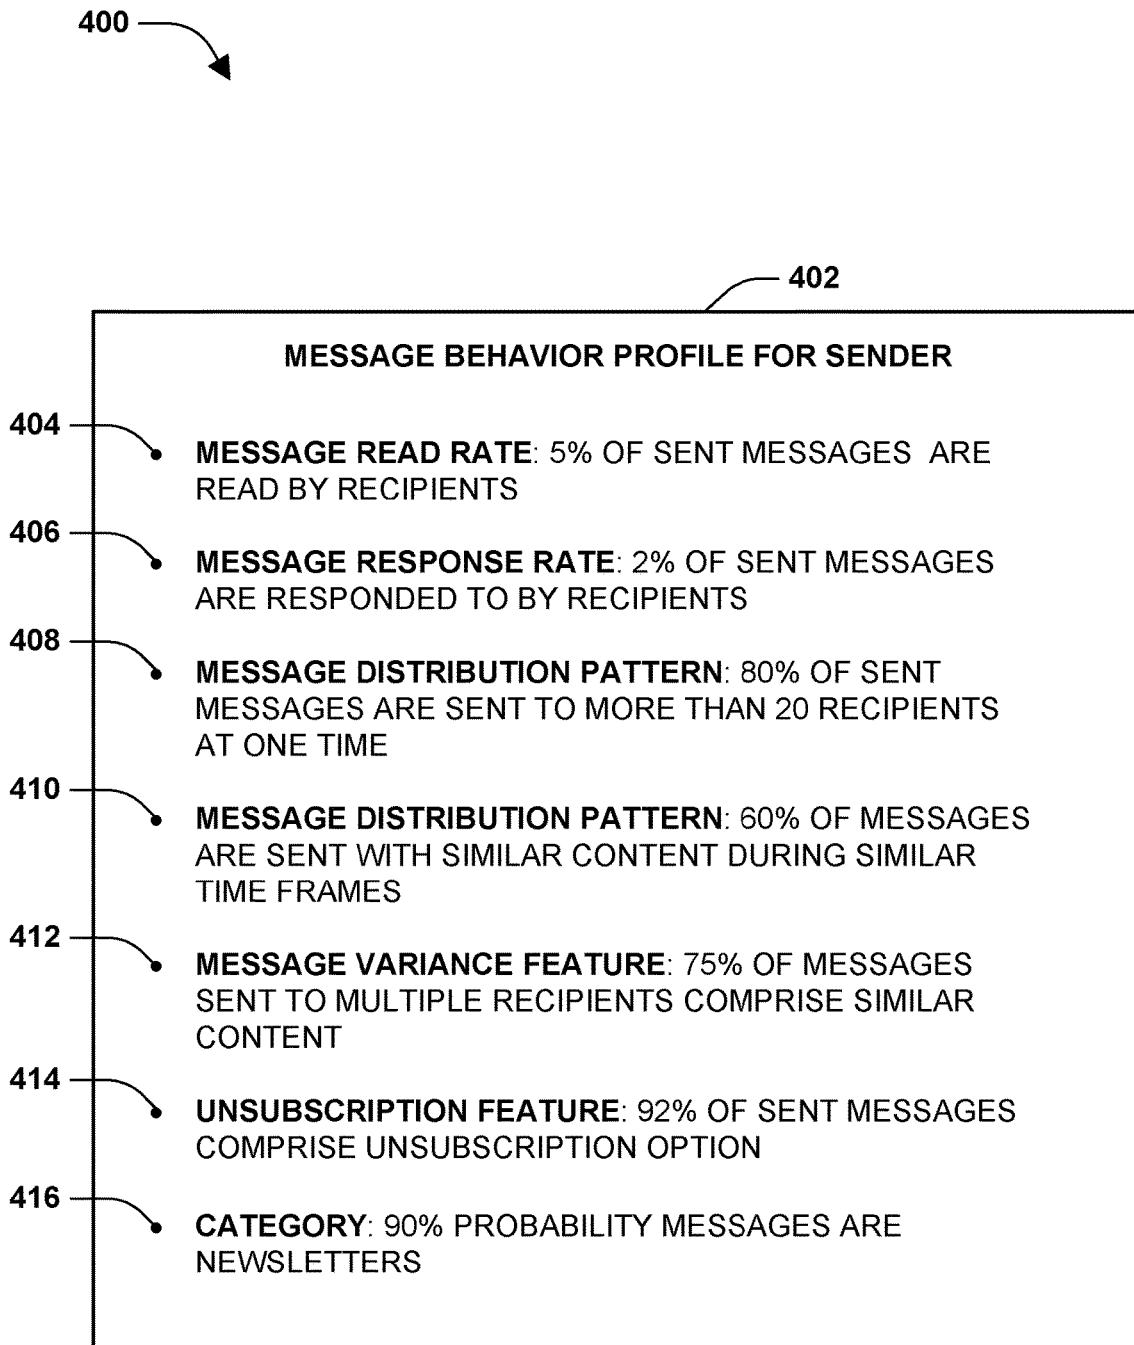 400
402
MESSAGE BEHAVIOR PROFILE FOR SENDER
404
MESSAGE READ RATE: 5% OF SENT MESSAGES ARE
READ BY RECIPIENTS
406
MESSAGE RESPONSE RATE: 2% OF SENT MESSAGES
ARE RESPONDED TO BY RECIPIENTS
408
MESSAGE DISTRIBUTION PATTERN: 80% OF SENT
MESSAGES ARE SENT TO MORE THAN 20 RECIPIENTS
AT ONE TIME
410
MESSAGE DISTRIBUTION PATTERN: 60% OF MESSAGES
ARE SENT WITH SIMILAR CONTENT DURING SIMILAR
TIME FRAMES
412
MESSAGE VARIANCE FEATURE: 75% OF MESSAGES
SENT TO MULTIPLE RECIPIENTS COMPRISE SIMILAR
CONTENT
414
UNSUBSCRIPTION FEATURE: 92% OF SENT MESSAGES
COMPRISE UNSUBSCRIPTION OPTION
416
CATEGORY: 90% PROBABILITY MESSAGES ARE
NEWSLETTERS